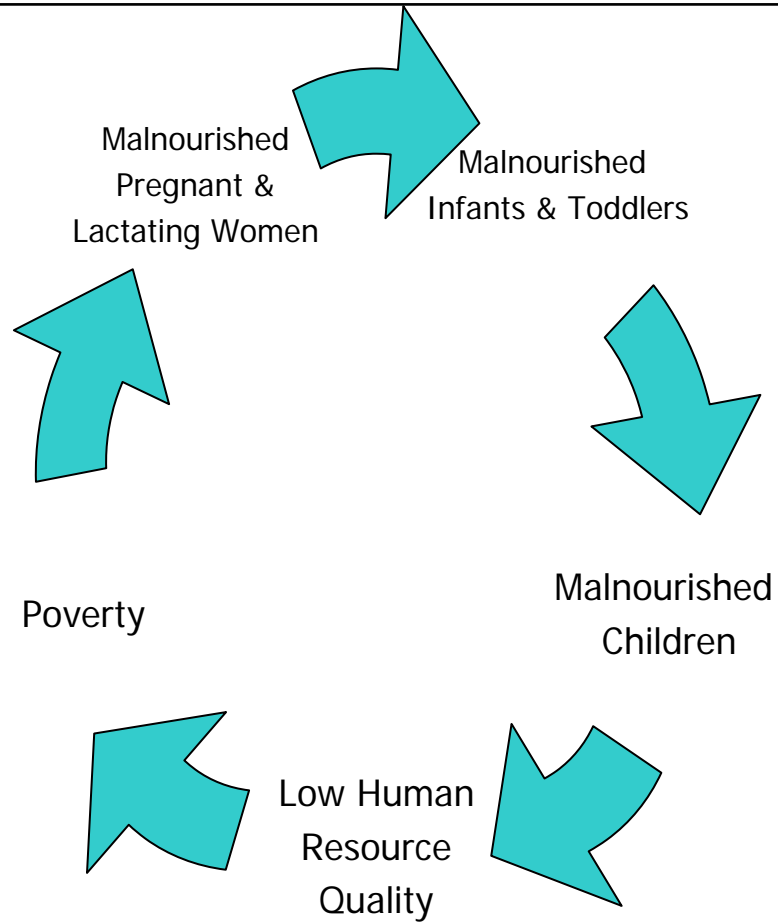 Malnourished
Pregnant &
Lactating Women
Malnourished
Infants & Toddlers
Malnourished
Children
Low Human
Resource
Quality
Poverty